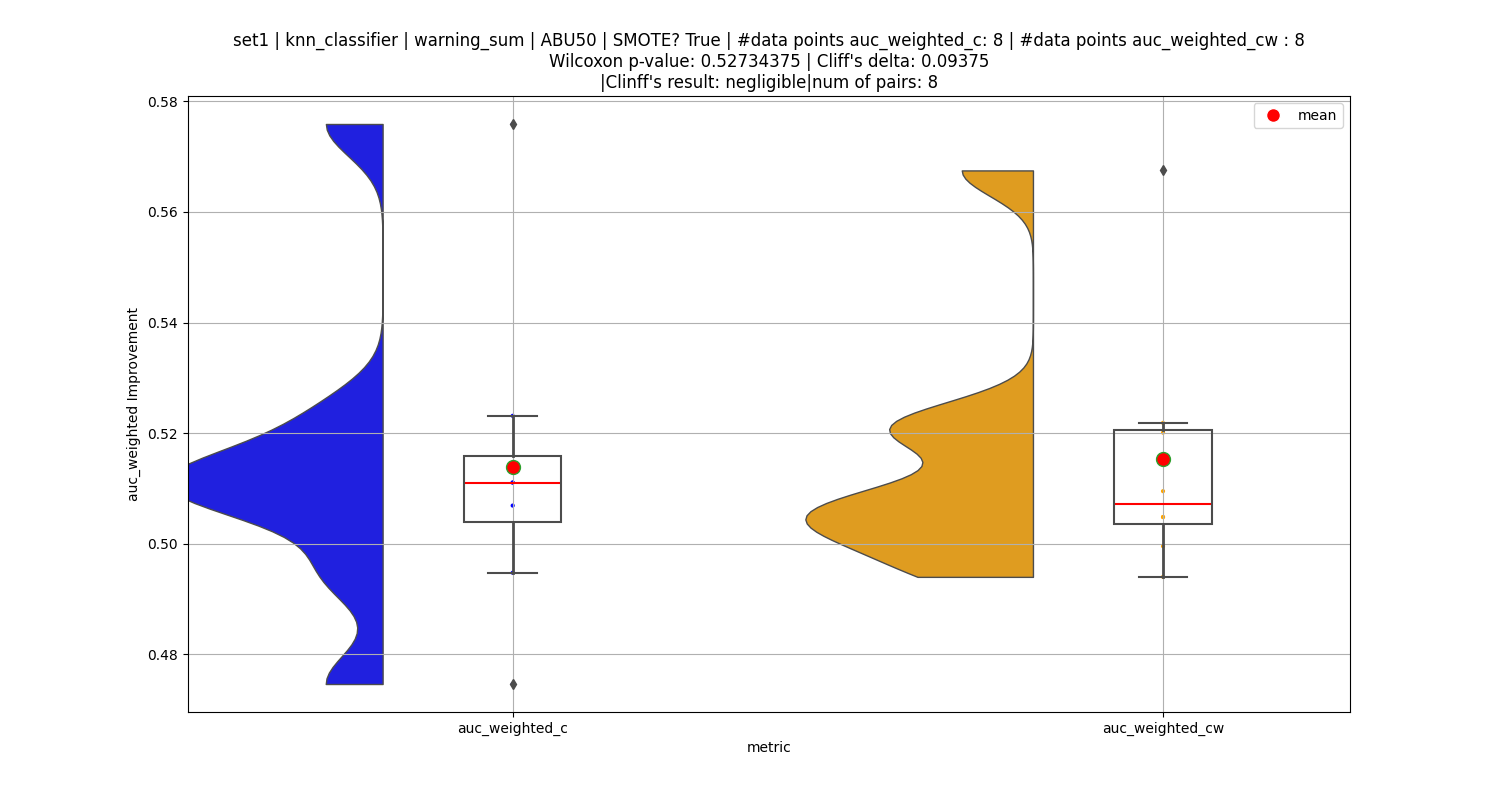 set1 | knn_classifier | warning_sum | ABU50 | SMOTE? True | #data points auc_weighted_c: 8 | #data points auc_weighted_cw : 8
Wilcoxon p-value: 0.52734375 | Cliff's delta: 0.09375
|Clinff's result: negligible|num of pairs: 8
mean
0.58
0.56
0.54
0.52
0.50
0.48
auc_weighted Improvement
auc_weighted_c
auc_weighted_cw
metric